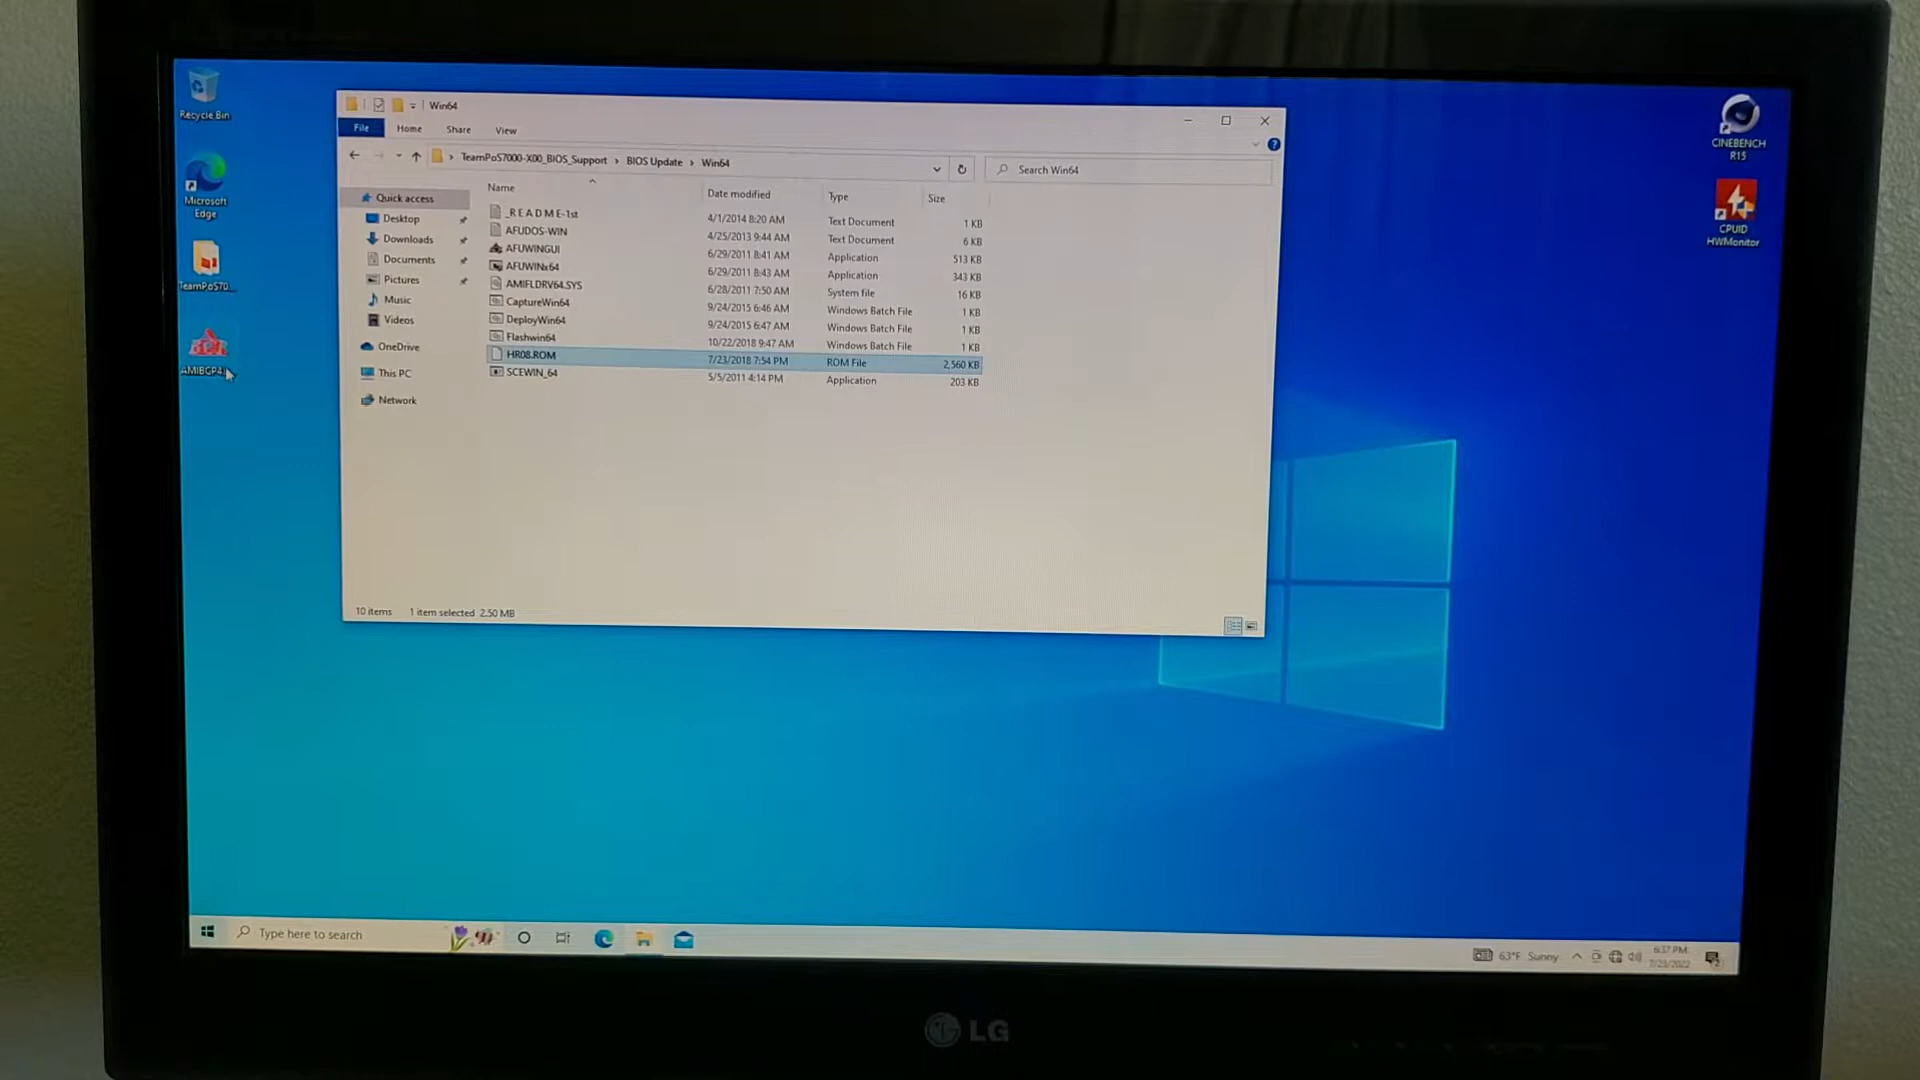 Recycle Bin
Microsoft
Edge
TeamPoS70...
Win64
File Home Share View
TeamPoS7000-X00_BIOS_Support › BIOS Update › Win64
Search Win64
Quick access
Desktop
Downloads
Documents
Pictures
Music
Videos
OneDrive
This PC
Network
Name Date modified Type Size
_R E A D M E-1st 4/1/2014 8:20 AM Text Document 1 KB
AFUDOS-WIN 4/25/2013 9:44 AM Text Document 6 KB
AFUWINGUI 6/29/2011 8:41 AM Application 513 KB
AFUWINx64 6/29/2011 8:43 AM Application 343 KB
AMIFLDRV64.SYS 6/28/2011 7:50 AM System file 16 KB
CaptureWin64 9/24/2015 6:46 AM Windows Batch File 1 KB
DeployWin64 9/24/2015 6:47 AM Windows Batch File 1 KB
Flashwin64 10/22/2018 9:47 AM Windows Batch File 1 KB
HR08.ROM 7/23/2018 7:54 PM ROM File 2,560 KB
SCEWIN_64 5/5/2011 4:14 PM Application 203 KB
10 items 1 item selected 2.50 MB
CINEBENCH
R15
CPUID
HWMonitor
Type here to search
63°F Sunny
6:37 PM
7/23/2022
LG